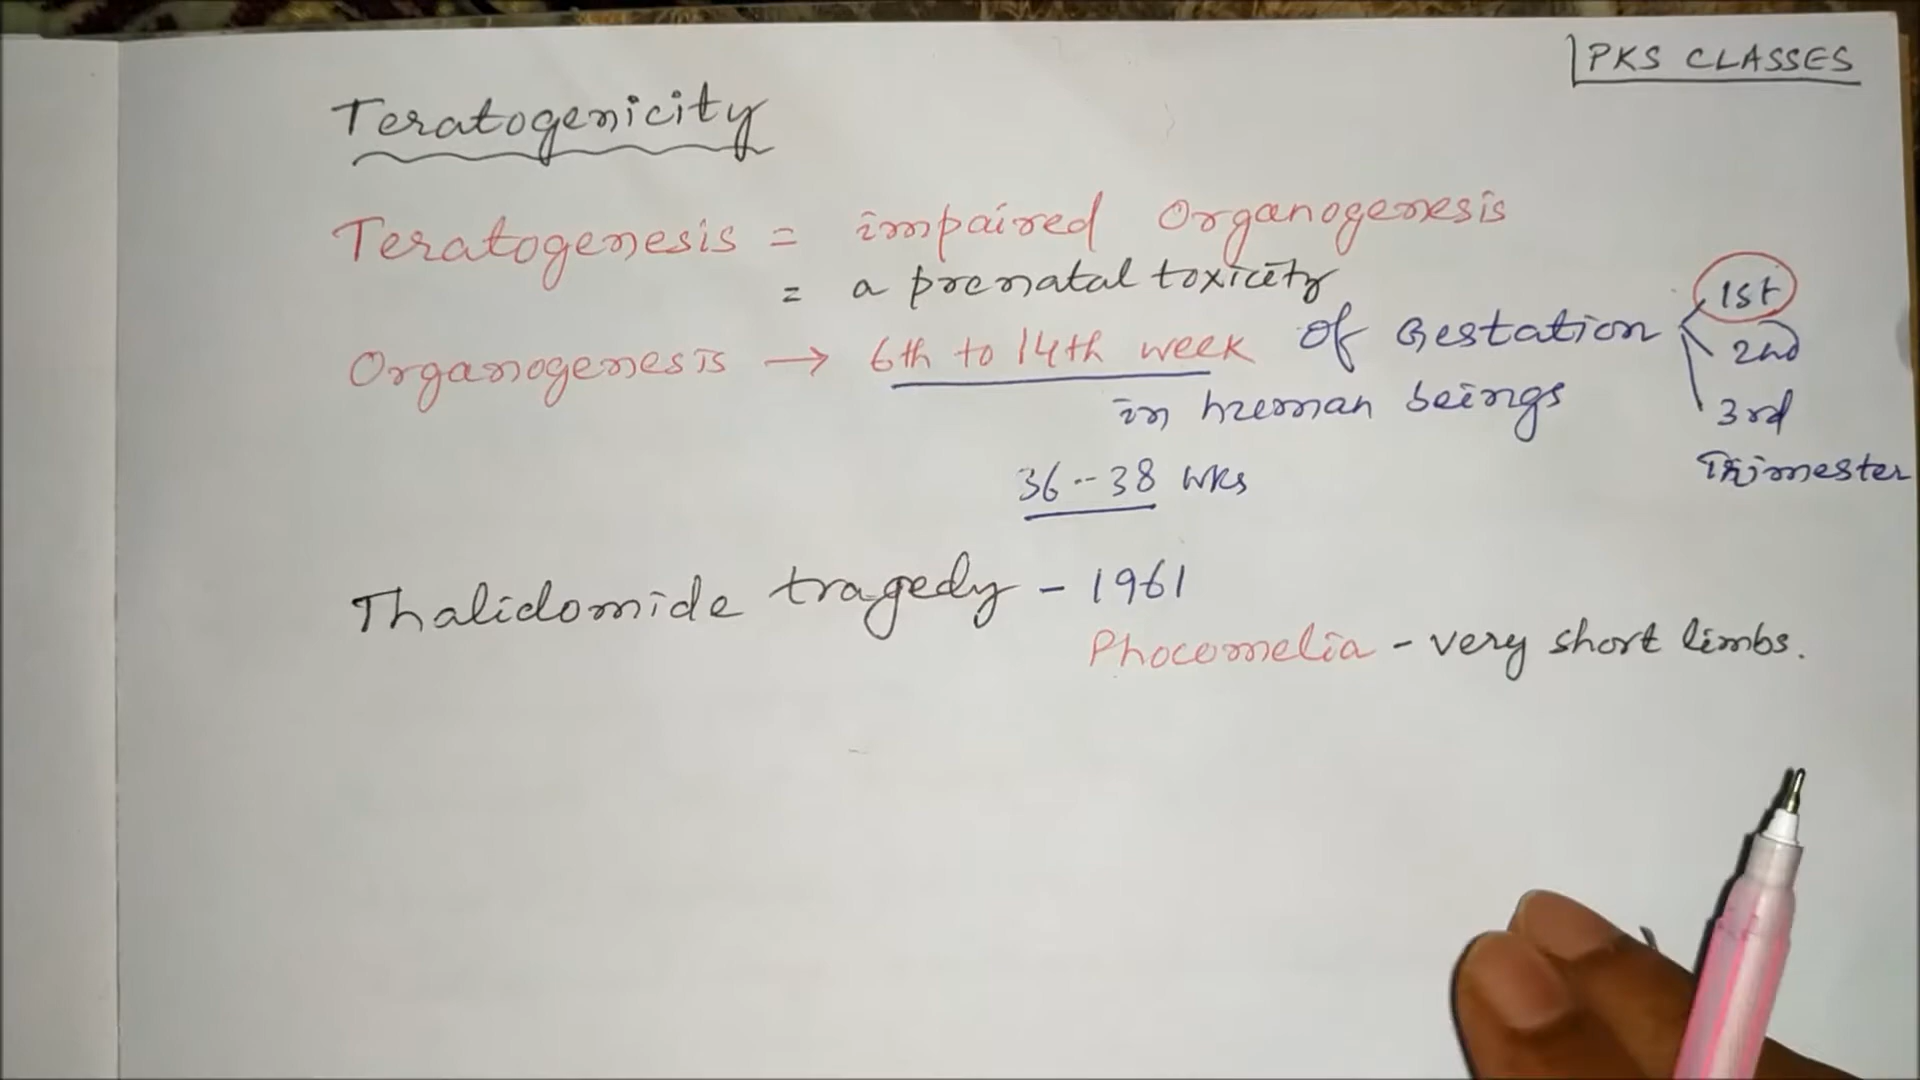 PKS CLASSES
Teratogenicity
Teratogenesis = impaired Organogenesis
= a prenatal toxicity
Organogenesis → 6th to 14th week of Gestation
1st
2nd
3rd
Trimester
in human beings
36--38 wks
Thalidomide tragedy - 1961
Phocomelia - very short limbs.